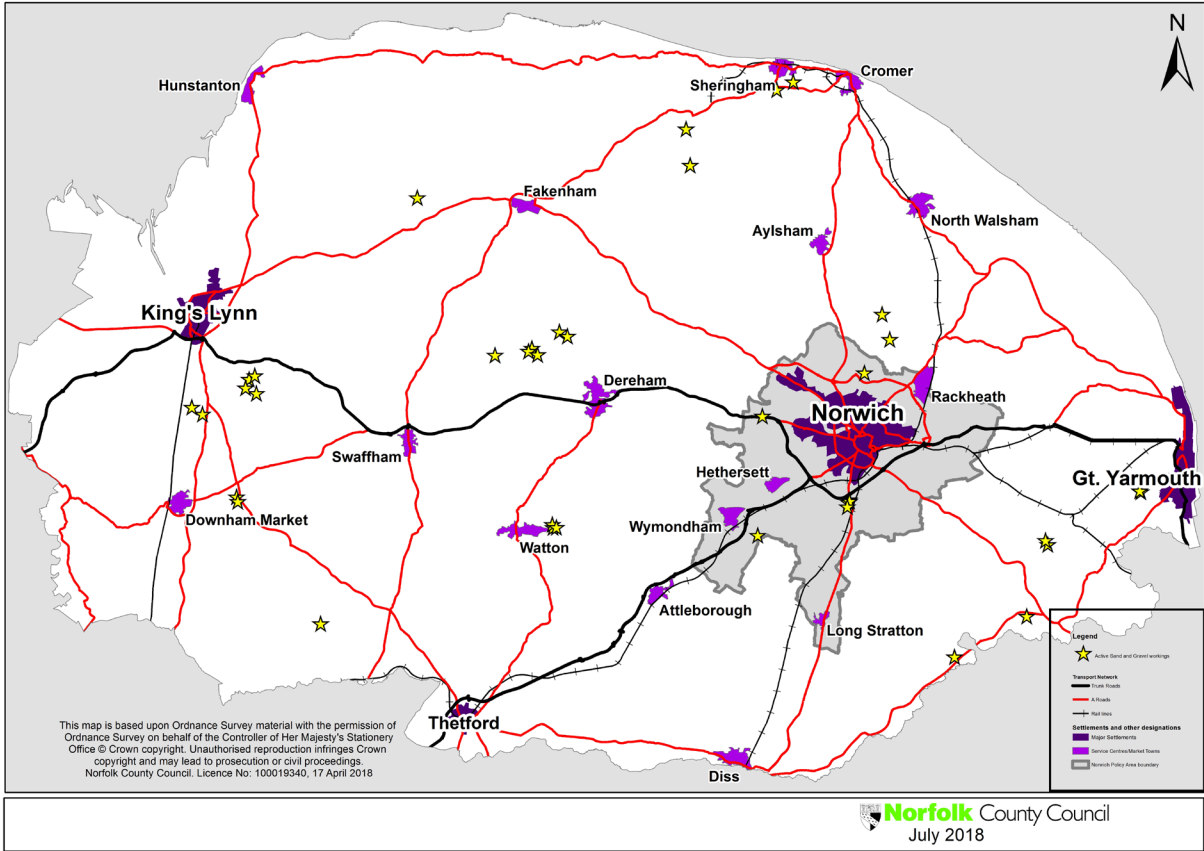 N
Hunstanton
Sheringham
Cromer
Fakenham
North Walsham
Aylsham
King's Lynn
Dereham
Norwich
Rackheath
Swaffham
Hethersett
Gt. Yarmouth
Downham Market
Wymondham
Watton
Attleborough
Long Stratton
Thetford
Diss
Legend
Active Sand and Gravel workings
Transport Network
Trunk Roads
A Roads
Rail lines
Settlements and other designations
Major Settlements
Service Centres/Market Towns
Norwich Policy Area boundary
This map is based upon Ordnance Survey material with the permission of
Ordnance Survey on behalf of the Controller of Her Majesty's Stationery
Office © Crown copyright. Unauthorised reproduction infringes Crown
copyright and may lead to prosecution or civil proceedings.
Norfolk County Council. Licence No: 100019340, 17 April 2018
Norfolk County Council
July 2018